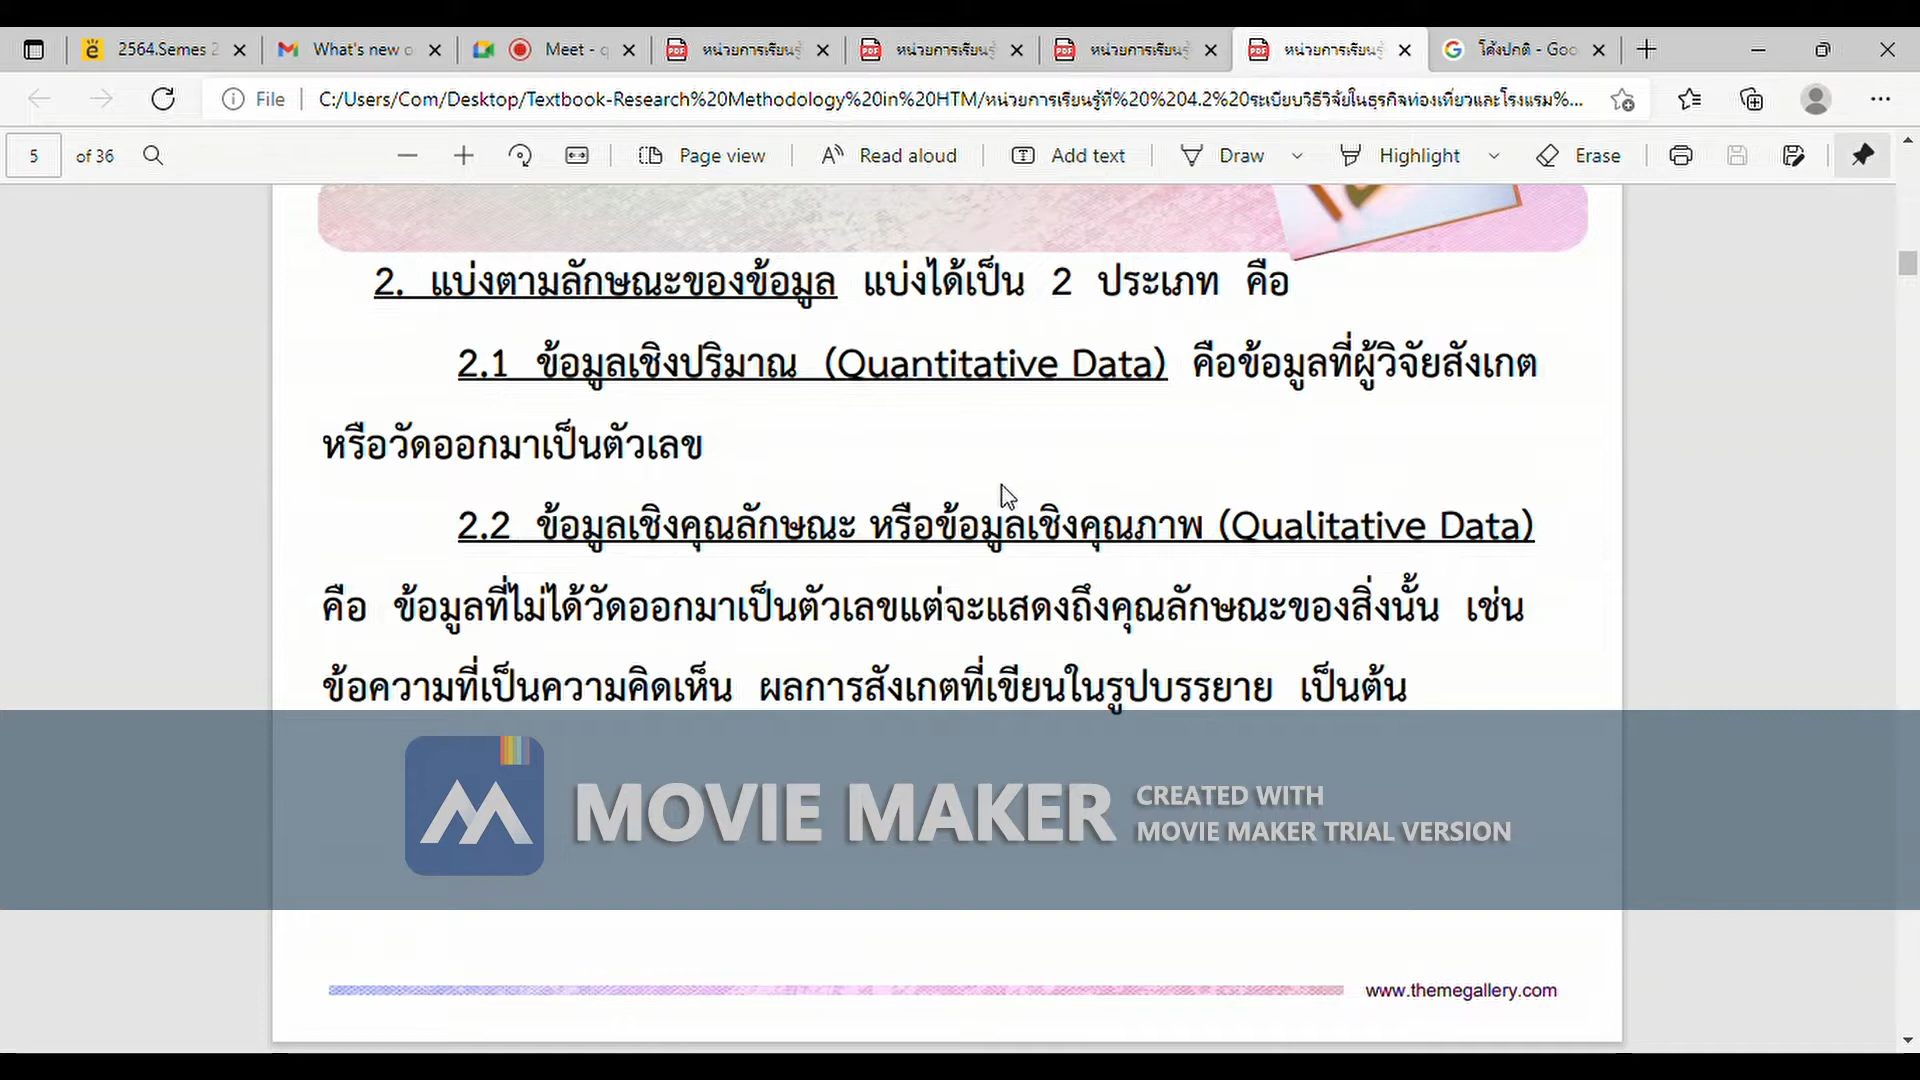 2564.Semes 2
What's new o
Meet - q
หน่วยการเรียนรู้
หน่วยการเรียนรู้
หน่วยการเรียนรู้
หน่วยการเรียนรู้
โค้งปกติ - Goo
File
C:/Users/Com/Desktop/Textbook-Research%20Methodology%20in%20HTM/หน่วยการเรียนรู้ที่%20%204.2%20ระเบียบวิธีวิจัยในธุรกิจท่องเที่ยวและโรงแรม%...
5 of 36
Page view
Read aloud
Add text
Draw
Highlight
Erase
2. แบ่งตามลักษณะของข้อมูล แบ่งได้เป็น 2 ประเภท คือ
2.1 ข้อมูลเชิงปริมาณ (Quantitative Data) คือข้อมูลที่ผู้วิจัยสังเกต
หรือวัดออกมาเป็นตัวเลข
2.2 ข้อมูลเชิงคุณลักษณะ หรือข้อมูลเชิงคุณภาพ (Qualitative Data)
คือ ข้อมูลที่ไม่ได้วัดออกมาเป็นตัวเลขแต่จะแสดงถึงคุณลักษณะของสิ่งนั้น เช่น
ข้อความที่เป็นความคิดเห็น ผลการสังเกตที่เขียนในรูปบรรยาย เป็นต้น
MOVIE MAKER
CREATED WITH
MOVIE MAKER TRIAL VERSION
www.themegallery.com